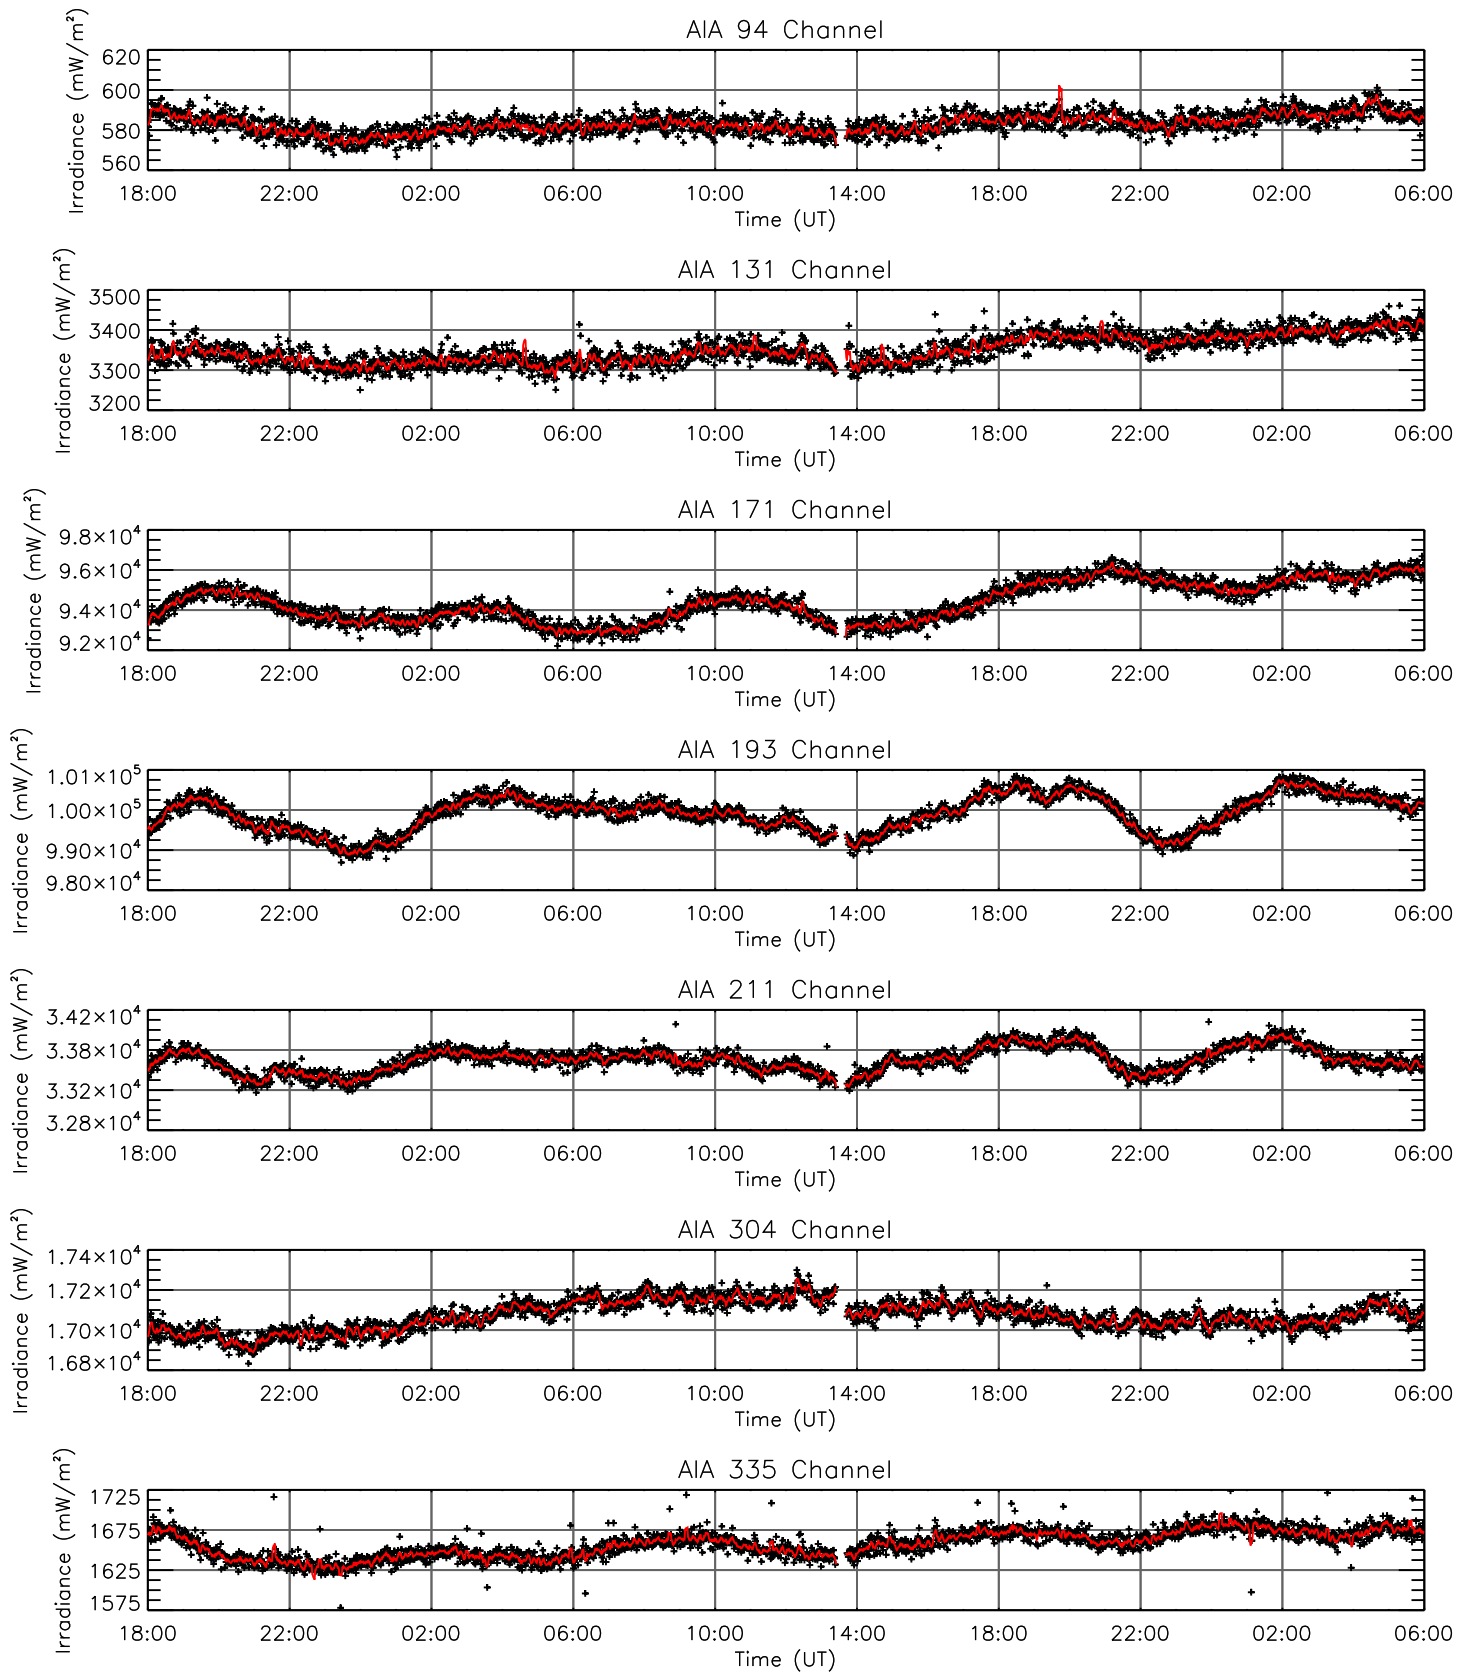 AIA 94 Channel
Irradiance (mW/m²)
620
600
580
560
18:00 22:00 02:00 06:00 10:00 14:00 18:00 22:00 02:00 06:00
Time (UT)
AIA 131 Channel
Irradiance (mW/m²)
3500
3400
3300
3200
18:00 22:00 02:00 06:00 10:00 14:00 18:00 22:00 02:00 06:00
Time (UT)
AIA 171 Channel
Irradiance (mW/m²)
9.8×10⁴
9.6×10⁴
9.4×10⁴
9.2×10⁴
18:00 22:00 02:00 06:00 10:00 14:00 18:00 22:00 02:00 06:00
Time (UT)
AIA 193 Channel
Irradiance (mW/m²)
1.01×10⁵
1.00×10⁵
9.90×10⁴
9.80×10⁴
18:00 22:00 02:00 06:00 10:00 14:00 18:00 22:00 02:00 06:00
Time (UT)
AIA 211 Channel
Irradiance (mW/m²)
3.42×10⁴
3.38×10⁴
3.32×10⁴
3.28×10⁴
18:00 22:00 02:00 06:00 10:00 14:00 18:00 22:00 02:00 06:00
Time (UT)
AIA 304 Channel
Irradiance (mW/m²)
1.74×10⁴
1.72×10⁴
1.70×10⁴
1.68×10⁴
18:00 22:00 02:00 06:00 10:00 14:00 18:00 22:00 02:00 06:00
Time (UT)
AIA 335 Channel
Irradiance (mW/m²)
1725
1675
1625
1575
18:00 22:00 02:00 06:00 10:00 14:00 18:00 22:00 02:00 06:00
Time (UT)